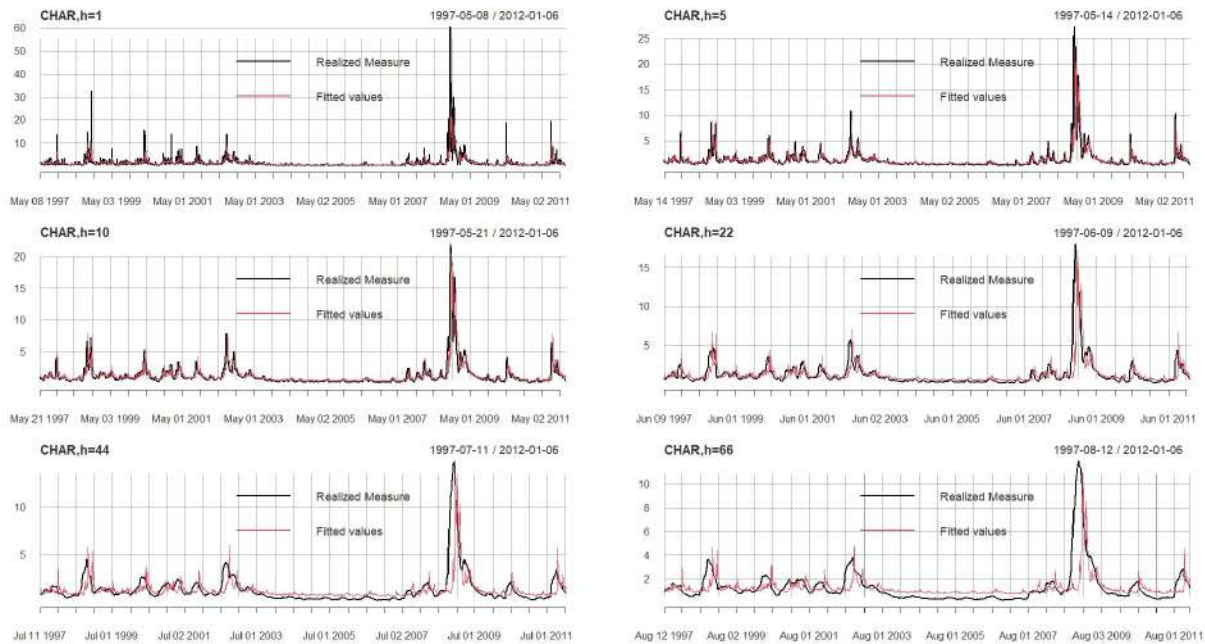 CHAR,h=1 1997-05-08 / 2012-01-06
60
50
40
30
20
10
Realized Measure
Fitted values
May 08 1997 May 03 1999 May 01 2001 May 01 2003 May 02 2005 May 01 2007 May 01 2009 May 02 2011
CHAR,h=5 1997-05-14 / 2012-01-06
25
20
15
10
5
Realized Measure
Fitted values
May 14 1997 May 03 1999 May 01 2001 May 01 2003 May 02 2005 May 01 2007 May 01 2009 May 02 2011
CHAR,h=10 1997-05-21 / 2012-01-06
20
15
10
5
Realized Measure
Fitted values
May 21 1997 May 03 1999 May 01 2001 May 01 2003 May 02 2005 May 01 2007 May 01 2009 May 02 2011
CHAR,h=22 1997-06-09 / 2012-01-06
15
10
5
Realized Measure
Fitted values
Jun 09 1997 Jun 01 1999 Jun 01 2001 Jun 02 2003 Jun 01 2005 Jun 01 2007 Jun 01 2009 Jun 01 2011
CHAR,h=44 1997-07-11 / 2012-01-06
10
5
Realized Measure
Fitted values
Jul 11 1997 Jul 01 1999 Jul 02 2001 Jul 01 2003 Jul 01 2005 Jul 02 2007 Jul 01 2009 Jul 01 2011
CHAR,h=66 1997-08-12 / 2012-01-06
10
8
6
4
2
Realized Measure
Fitted values
Aug 12 1997 Aug 02 1999 Aug 01 2001 Aug 01 2003 Aug 01 2005 Aug 01 2007 Aug 03 2009 Aug 01 2011